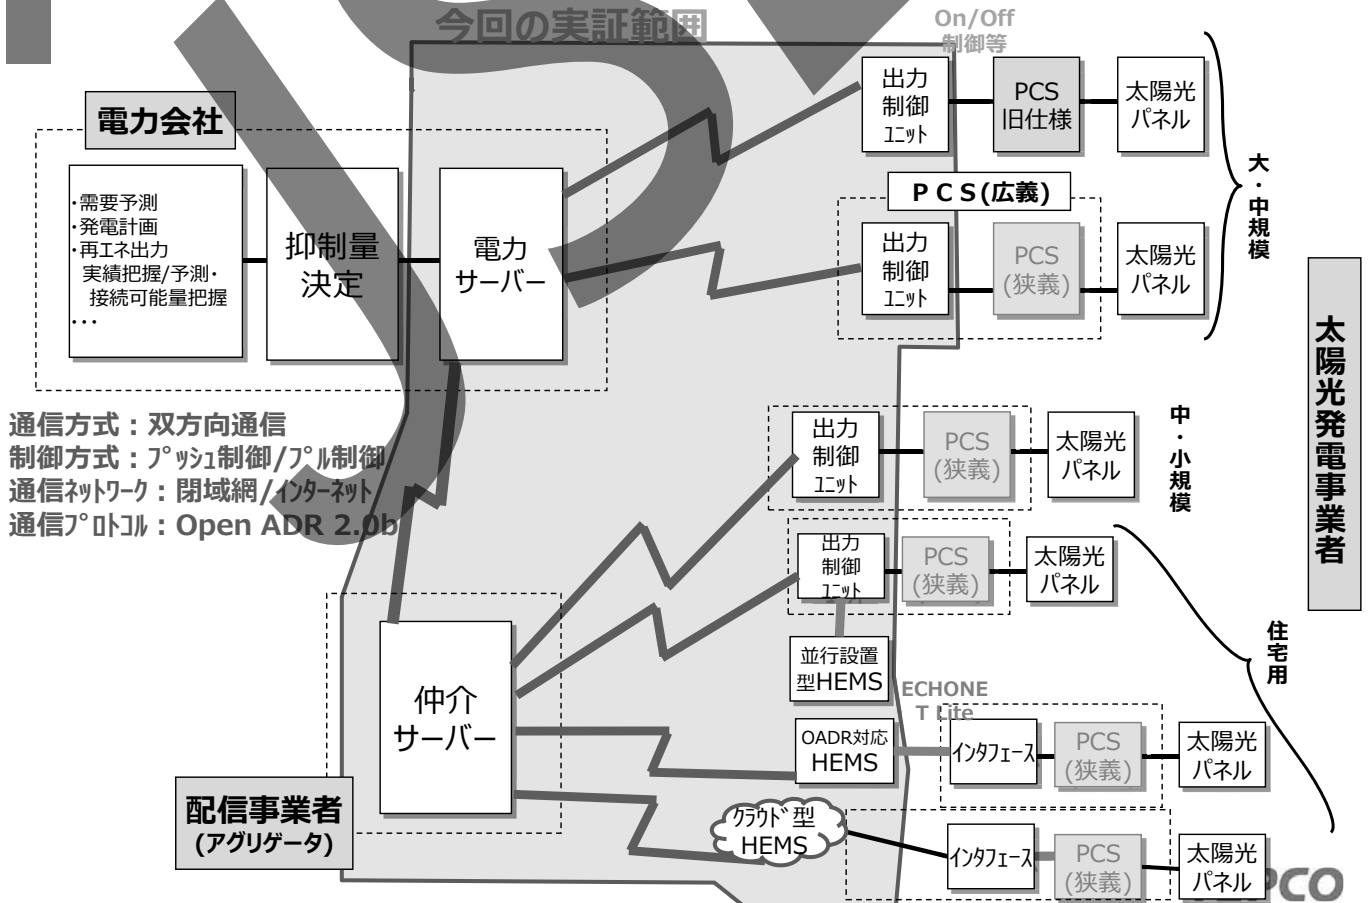 今回の実証範囲
On/Off
制御等
電力会社
・需要予測
・発電計画
・再エネ出力
実績把握/予測・
接続可能量把握
・・・
抑制量
決定
電力
サーバー
出力
制御
ユニット
PCS
旧仕様
太陽光
パネル
ＰＣＳ(広義)
出力
制御
ユニット
PCS
(狭義)
太陽光
パネル
大・中規模
通信方式：双方向通信
制御方式：プッシュ制御/プル制御
通信ネットワーク：閉域網/インターネット
通信プロトコル：Open ADR 2.0b
出力
制御
ユニット
PCS
(狭義)
太陽光
パネル
中・小規模
出力
制御
ユニット
PCS
(狭義)
太陽光
パネル
並行設置
型HEMS
太陽光発電事業者
住宅用
仲介
サーバー
配信事業者
(アグリゲータ)
ECHONE
T Lite
OADR対応
HEMS
インタフェース
PCS
(狭義)
太陽光
パネル
クラウド型
HEMS
インタフェース
PCS
(狭義)
太陽光
パネル